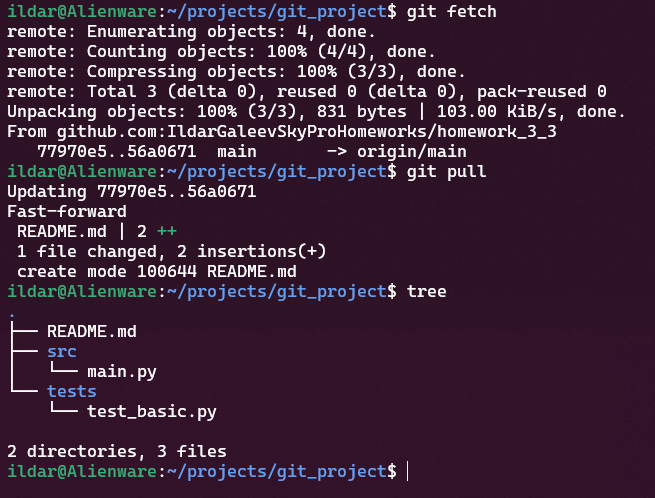 ildar@Alienware:~/projects/git_project$ git fetch
remote: Enumerating objects: 4, done.
remote: Counting objects: 100% (4/4), done.
remote: Compressing objects: 100% (3/3), done.
remote: Total 3 (delta 0), reused 0 (delta 0), pack-reused 0
Unpacking objects: 100% (3/3), 831 bytes | 103.00 KiB/s, done.
From github.com:IldarGaleevSkyProHomeworks/homework_3_3
   77970e5..56a0671  main       -> origin/main
ildar@Alienware:~/projects/git_project$ git pull
Updating 77970e5..56a0671
Fast-forward
 README.md | 2 ++
 1 file changed, 2 insertions(+)
 create mode 100644 README.md
ildar@Alienware:~/projects/git_project$ tree
.
├── README.md
├── src
│   └── main.py
└── tests
    └── test_basic.py

2 directories, 3 files
ildar@Alienware:~/projects/git_project$